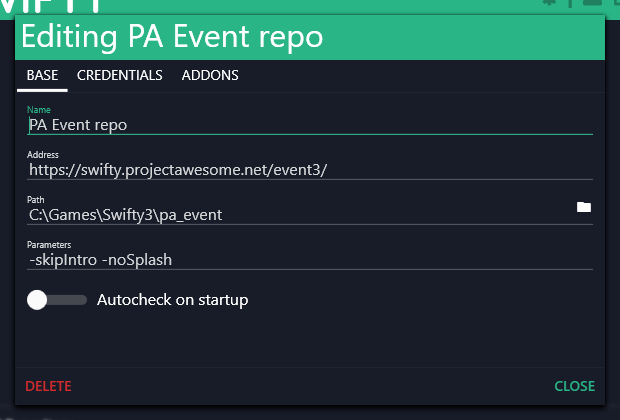 Editing PA Event repo
BASE CREDENTIALS ADDONS
Name
PA Event repo
Address
https://swifty.projectawesome.net/event3/
Path
C:\Games\Swifty3\pa_event
Parameters
-skipIntro -noSplash
Autocheck on startup
DELETE CLOSE